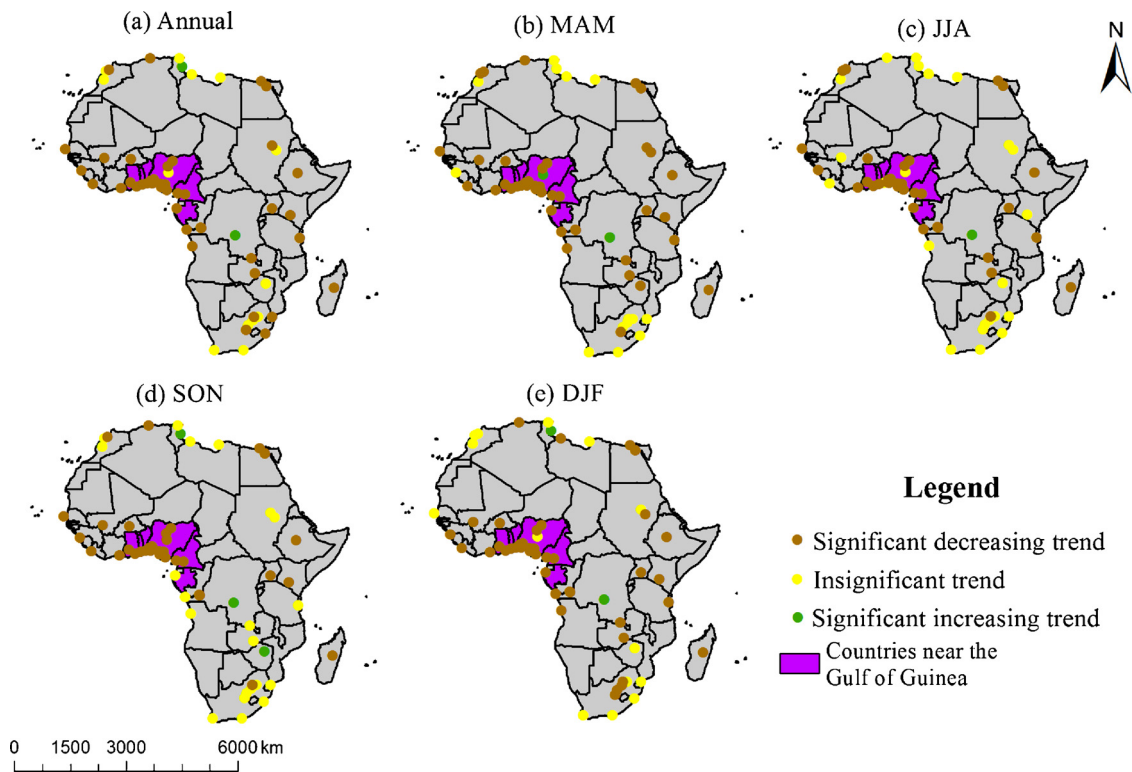 (a) Annual
(b) MAM
(c) JJA
N
(d) SON
(e) DJF
Legend
Significant decreasing trend
Insignificant trend
Significant increasing trend
Countries near the
Gulf of Guinea
0 1500 3000 6000 km